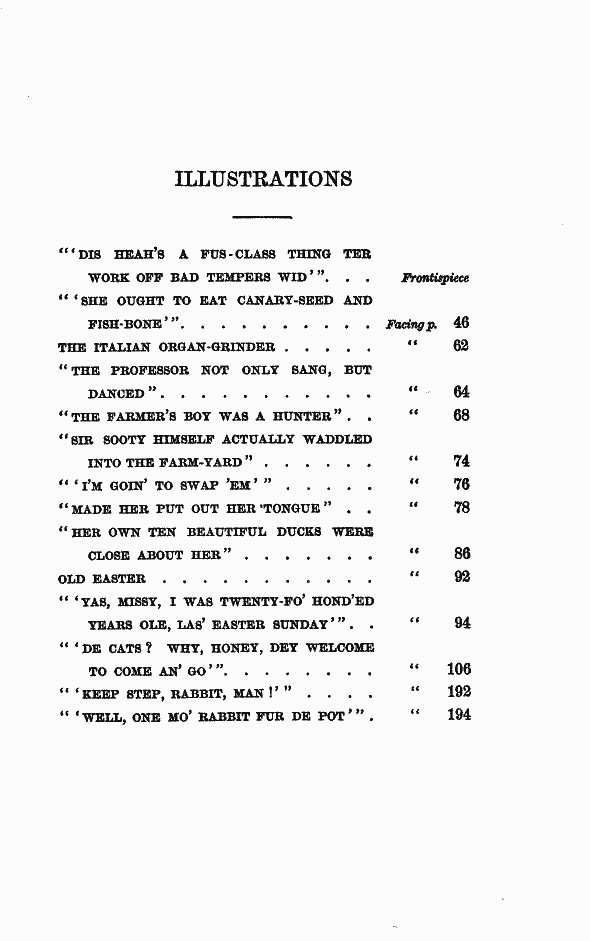 ILLUSTRATIONS
"'DIS HEAH'S A FUS-CLASS THING TER
WORK OFF BAD TEMPERS WID'". . . Frontispiece
"'SHE OUGHT TO EAT CANARY-SEED AND
FISH-BONE'". . . . . . . . . . Facing p. 46
THE ITALIAN ORGAN-GRINDER . . . . . " 62
"THE PROFESSOR NOT ONLY SANG, BUT
DANCED". . . . . . . . . . . " 64
"THE FARMER'S BOY WAS A HUNTER". . " 68
"SIR SOOTY HIMSELF ACTUALLY WADDLED
INTO THE FARM-YARD" . . . . . . " 74
"'I'M GOIN' TO SWAP 'EM'" . . . . . " 76
"MADE HER PUT OUT HER TONGUE" . . " 78
"HER OWN TEN BEAUTIFUL DUCKS WERE
CLOSE ABOUT HER" . . . . . . . " 86
OLD EASTER . . . . . . . . . . . " 92
"'YAS, MISSY, I WAS TWENTY-FO' HOND'ED
YEARS OLE, LAS' EASTER SUNDAY'". . " 94
"'DE CATS? WHY, HONEY, DEY WELCOME
TO COME AN' GO'". . . . . . . . " 106
"'KEEP STEP, RABBIT, MAN!'" . . . . " 192
"'WELL, ONE MO' RABBIT FUR DE POT'". " 194